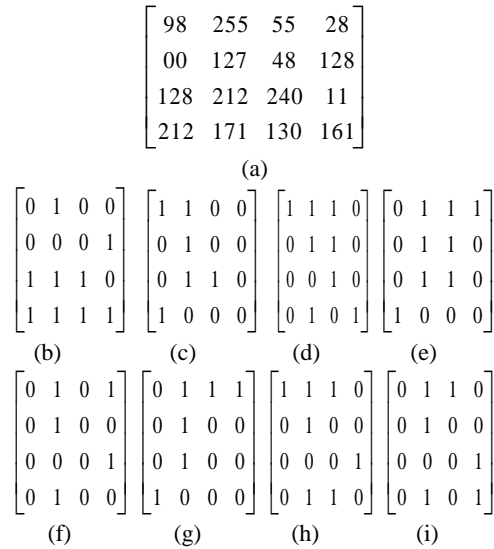 98 255 55 28
00 127 48 128
128 212 240 11
212 171 130 161
(a)
0 1 0 0 1 1 0 0 1 1 1 0 0 1 1 1
0 0 0 1 0 1 0 0 0 1 1 0 0 1 1 0
1 1 1 0 0 1 1 0 0 0 1 0 0 1 1 0
1 1 1 1 1 0 0 0 0 1 0 1 1 0 0 0
(b) (c) (d) (e)
0 1 0 1 0 1 1 1 1 1 1 0 0 1 1 0
0 1 0 0 0 1 0 0 0 1 0 0 0 1 0 0
0 0 0 1 0 1 0 0 0 0 0 1 0 0 0 1
0 1 0 0 1 0 0 0 0 1 1 0 0 1 0 1
(f) (g) (h) (i)